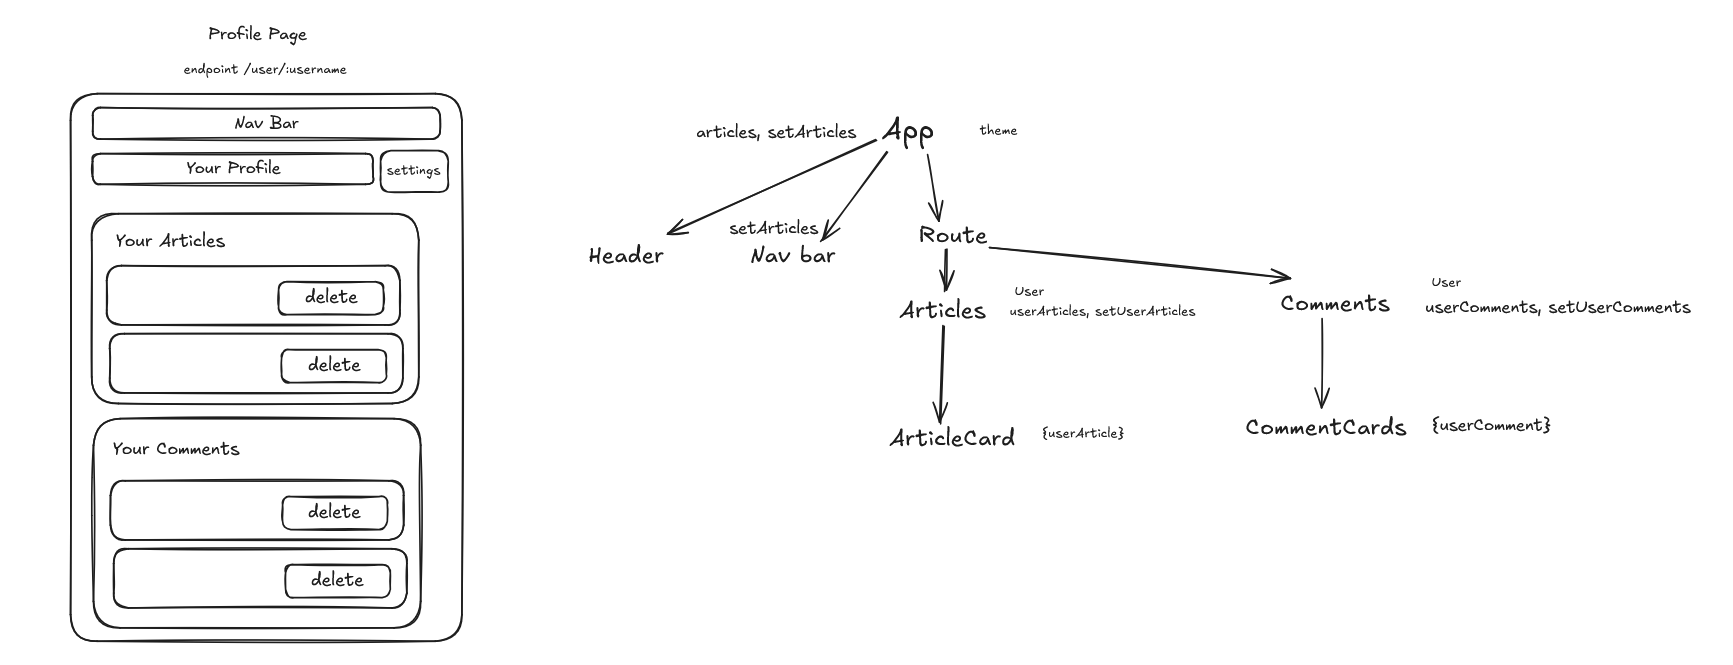 Profile Page
endpoint /user/:username
Nav Bar
Your Profile
settings
Your Articles
delete
delete
Your Comments
delete
delete
articles, setArticles
App
theme
Header
setArticles
Nav bar
Route
Articles
User
userArticles, setUserArticles
Comments
User
userComments, setUserComments
ArticleCard
{userArticle}
CommentCards
{userComment}